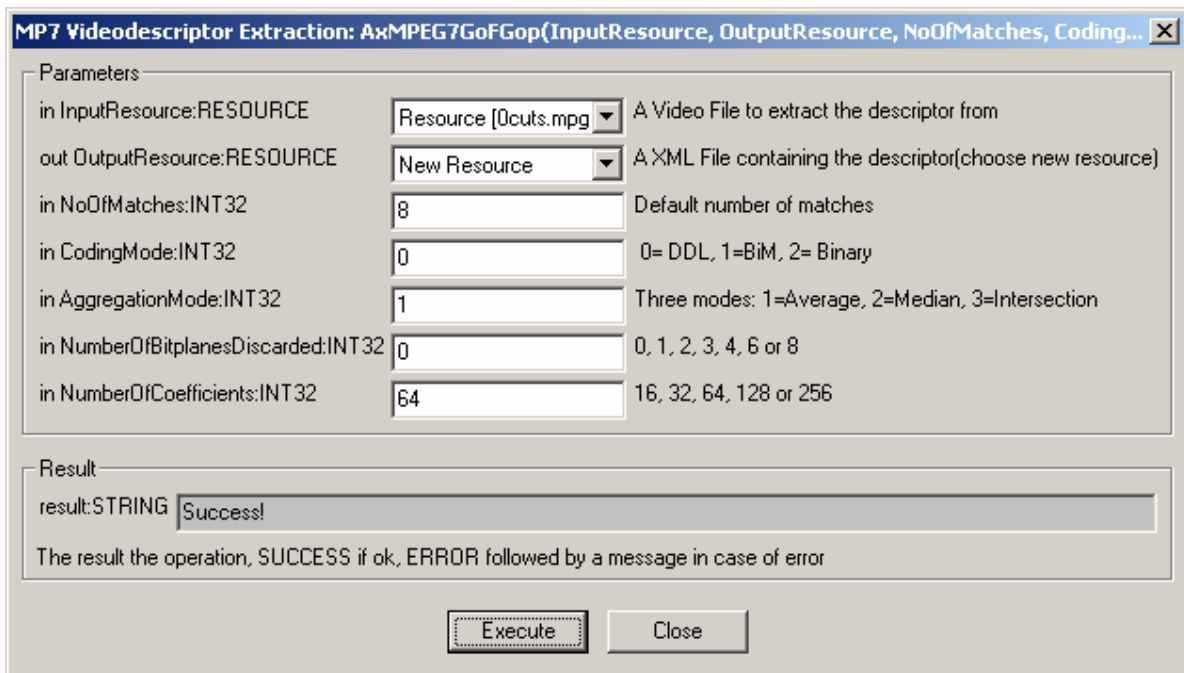 MP7 Videodescriptor Extraction: AxMPEG7GoFGop(InputResource, OutputResource, NoOfMatches, Coding...
Parameters
in InputResource:RESOURCE Resource [0cuts.mpg A Video File to extract the descriptor from
out OutputResource:RESOURCE New Resource A XML File containing the descriptor(choose new resource)
in NoOfMatches:INT32 8 Default number of matches
in CodingMode:INT32 0 0= DDL, 1=BiM, 2= Binary
in AggregationMode:INT32 1 Three modes: 1=Average, 2=Median, 3=Intersection
in NumberOfBitplanesDiscarded:INT32 0 0, 1, 2, 3, 4, 6 or 8
in NumberOfCoefficients:INT32 64 16, 32, 64, 128 or 256
Result
result:STRING Success!
The result the operation, SUCCESS if ok, ERROR followed by a message in case of error
Execute Close